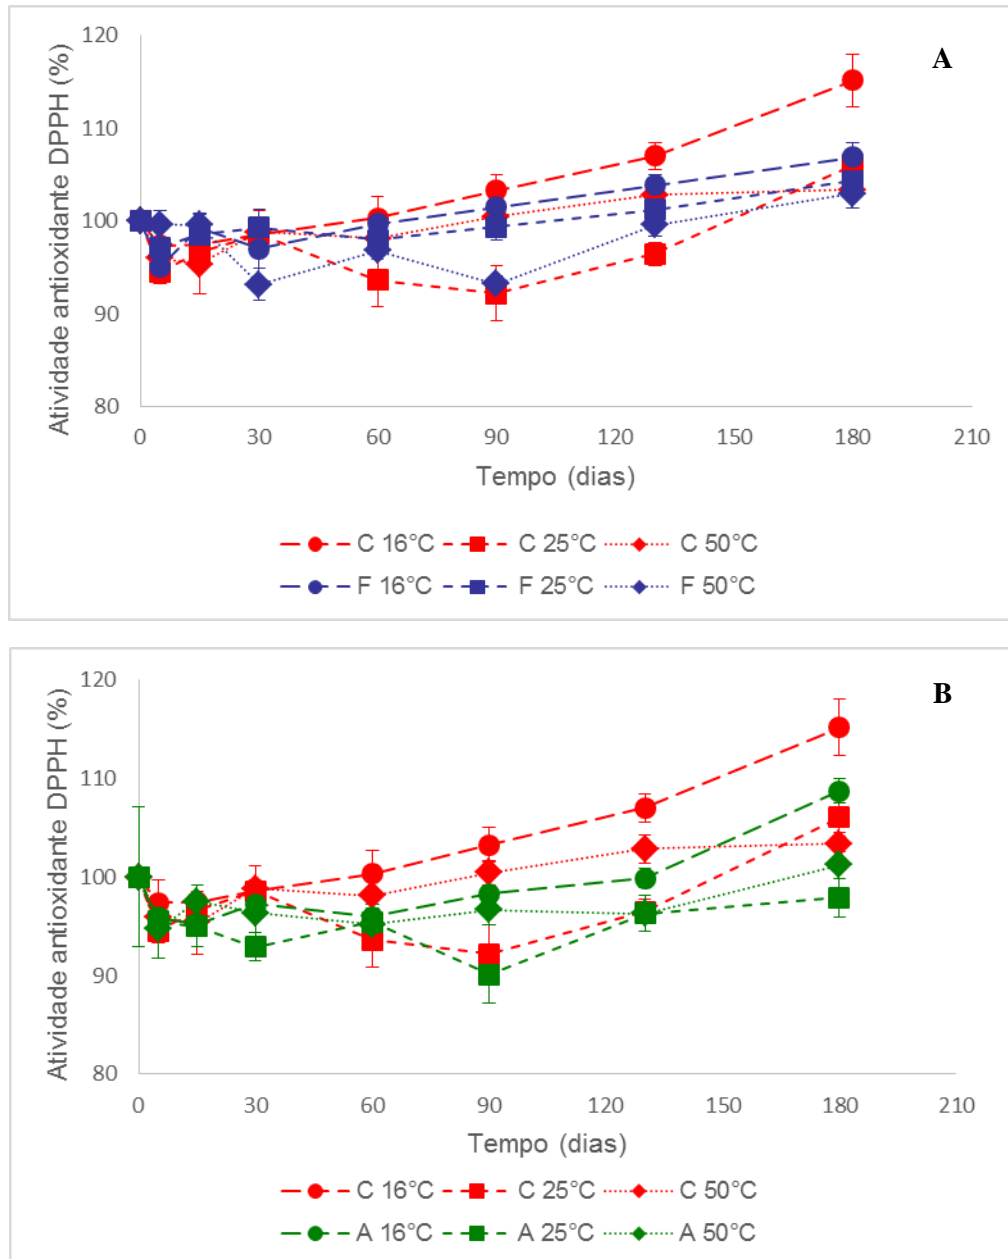 A
Atividade antioxidante DPPH (%)
120
110
100
90
80
0 30 60 90 120 150 180 210
Tempo (dias)
C 16°C C 25°C C 50°C
F 16°C F 25°C F 50°C
B
Atividade antioxidante DPPH (%)
120
110
100
90
80
0 30 60 90 120 150 180 210
Tempo (dias)
C 16°C C 25°C C 50°C
A 16°C A 25°C A 50°C